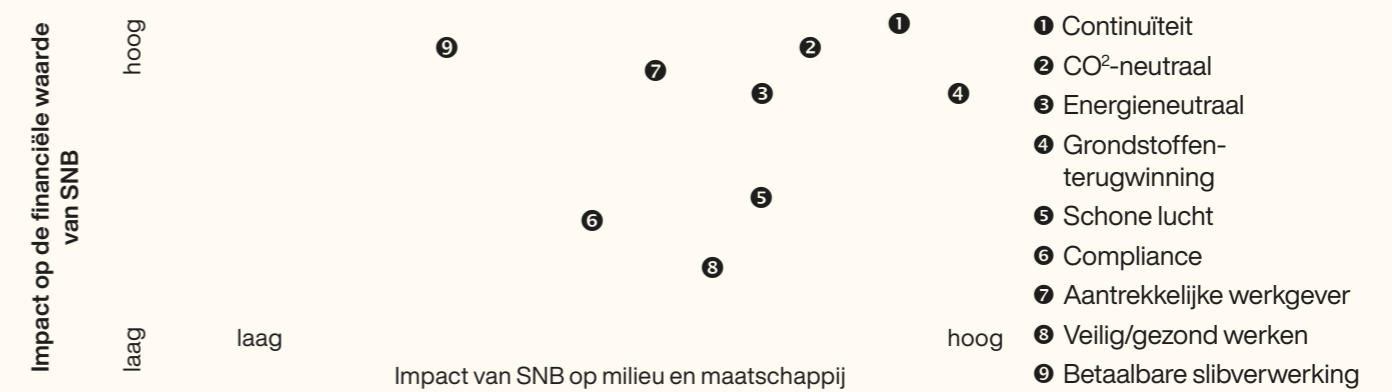 Impact op de financiële waarde
van SNB
hoog
laag
laag
hoog
Impact van SNB op milieu en maatschappij
❾
❼
❸
❷
❶
❹
❺
❻
❽
❶ Continuïteit
❷ CO²-neutraal
❸ Energieneutraal
❹ Grondstoffen-
terugwinning
❺ Schone lucht
❻ Compliance
❼ Aantrekkelijke werkgever
❽ Veilig/gezond werken
❾ Betaalbare slibverwerking